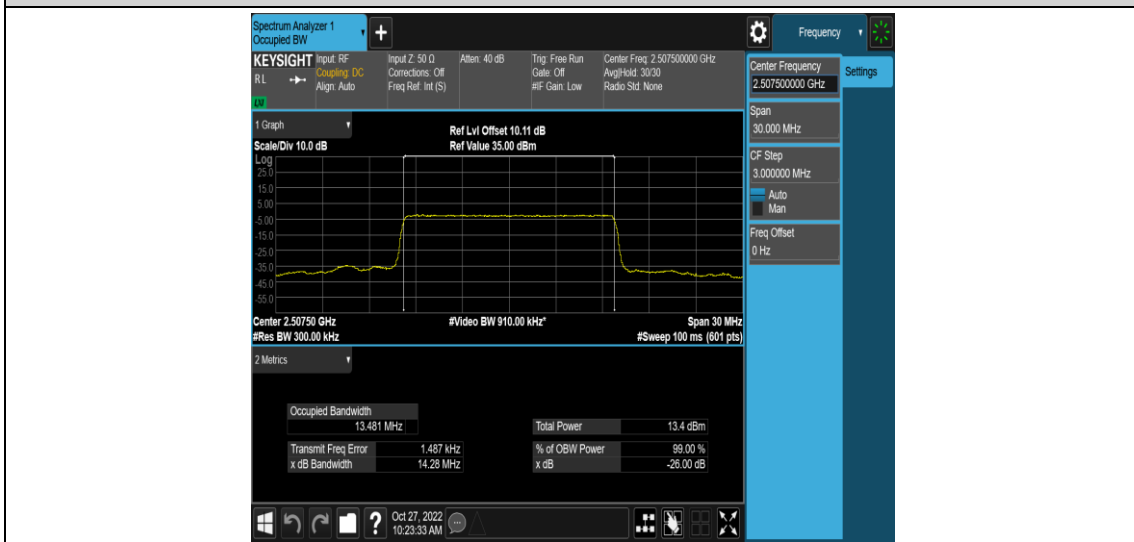 Spectrum Analyzer 1
Occupied BW
+
Frequency
KEYSIGHT
RL
Input: RF
Coupling: DC
Align: Auto
Input Z: 50 Ω
Corrections: Off
Freq Ref: Int (S)
Atten: 40 dB
Trig: Free Run
Gate: Off
#IF Gain: Low
Center Freq: 2.507500000 GHz
Avg|Hold: 30/30
Radio Std: None
Center Frequency
2.507500000 GHz
Settings
Span
30.000 MHz
CF Step
3.000000 MHz
Auto
Man
Freq Offset
0 Hz
1 Graph
Ref Lvl Offset 10.11 dB
Scale/Div 10.0 dB
Ref Value 35.00 dBm
Log
25.0
15.0
5.00
-5.00
-15.0
-25.0
-35.0
-45.0
-55.0
Center 2.50750 GHz
#Video BW 910.00 kHz*
Span 30 MHz
#Res BW 300.00 kHz
#Sweep 100 ms (601 pts)
2 Metrics
Occupied Bandwidth
13.481 MHz
Total Power 13.4 dBm
Transmit Freq Error 1.487 kHz
% of OBW Power 99.00 %
x dB Bandwidth 14.28 MHz
x dB -26.00 dB
?
Oct 27, 2022
10:23:33 AM